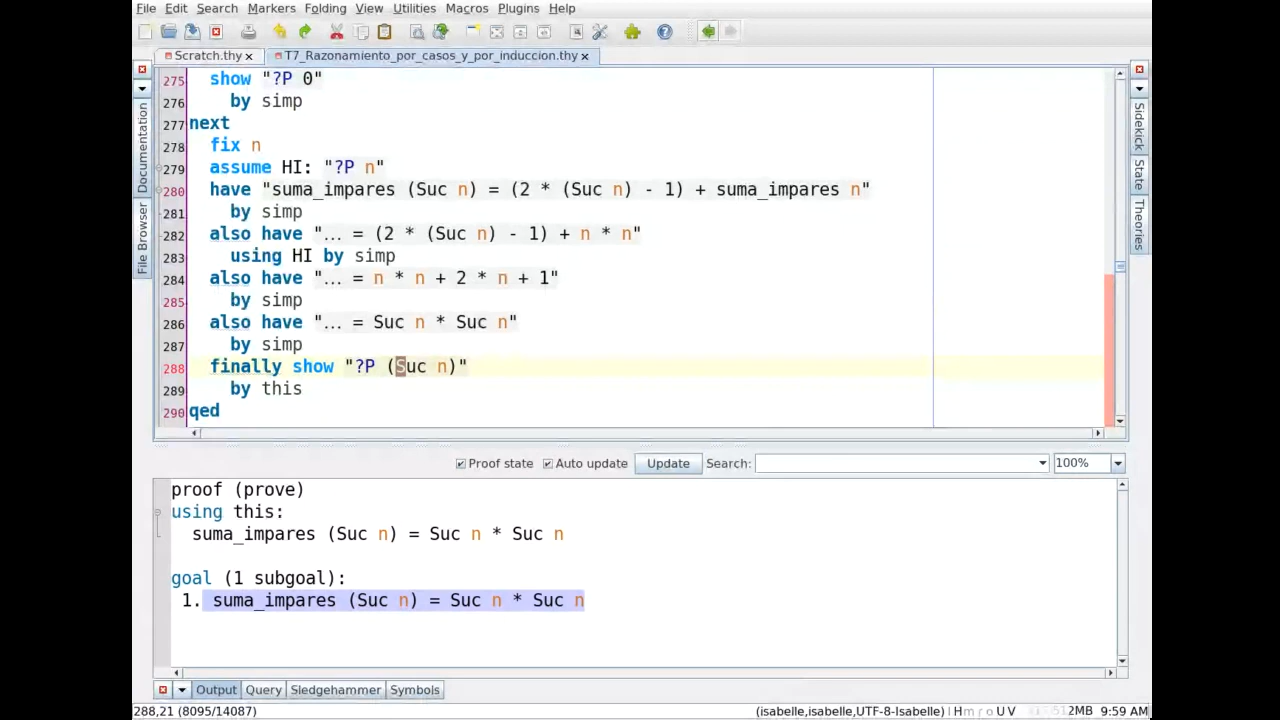 File Edit Search Markers Folding View Utilities Macros Plugins Help
Scratch.thy T7_Razonamiento_por_casos_y_por_induccion.thy
275 show "?P 0"
276 by simp
277 next
278 fix n
279 assume HI: "?P n"
280 have "suma_impares (Suc n) = (2 * (Suc n) - 1) + suma_impares n"
281 by simp
282 also have "... = (2 * (Suc n) - 1) + n * n"
283 using HI by simp
284 also have "... = n * n + 2 * n + 1"
285 by simp
286 also have "... = Suc n * Suc n"
287 by simp
288 finally show "?P (Suc n)"
289 by this
290 qed
Documentation
File Browser
Sidekick
State
Theories
Proof state Auto update Update Search: 100%
proof (prove)
using this:
suma_impares (Suc n) = Suc n * Suc n
goal (1 subgoal):
1. suma_impares (Suc n) = Suc n * Suc n
Output Query Sledgehammer Symbols
288,21 (8095/14087) (isabelle,isabelle,UTF-8-Isabelle) 9:59 AM